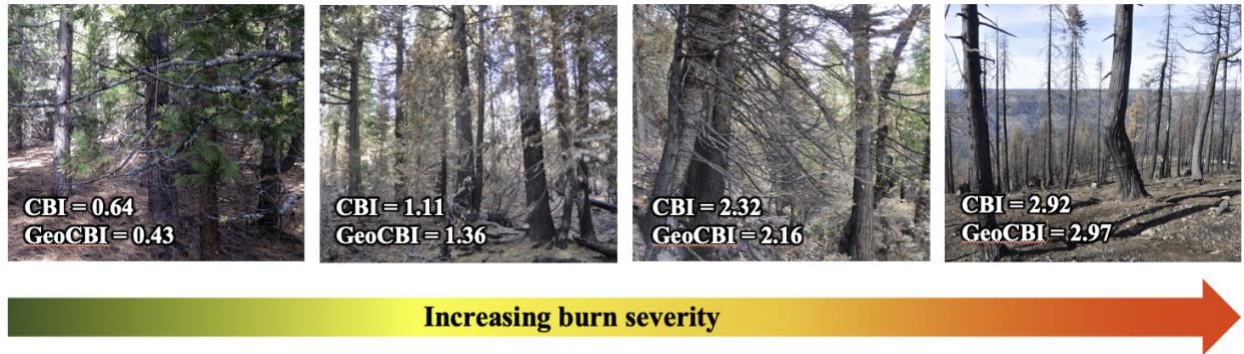 CBI = 0.64
GeoCBI = 0.43
CBI = 1.11
GeoCBI = 1.36
CBI = 2.32
GeoCBI = 2.16
CBI = 2.92
GeoCBI = 2.97
Increasing burn severity